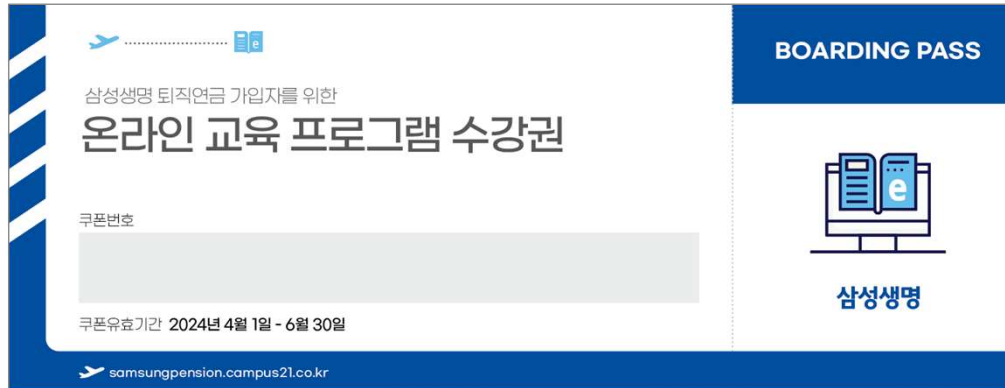 e
삼성생명 퇴직연금 가입자를 위한
온라인 교육 프로그램 수강권
쿠폰번호
쿠폰유효기간 2024년 4월 1일 - 6월 30일
samsungpension.campus21.co.kr
BOARDING PASS
e
삼성생명